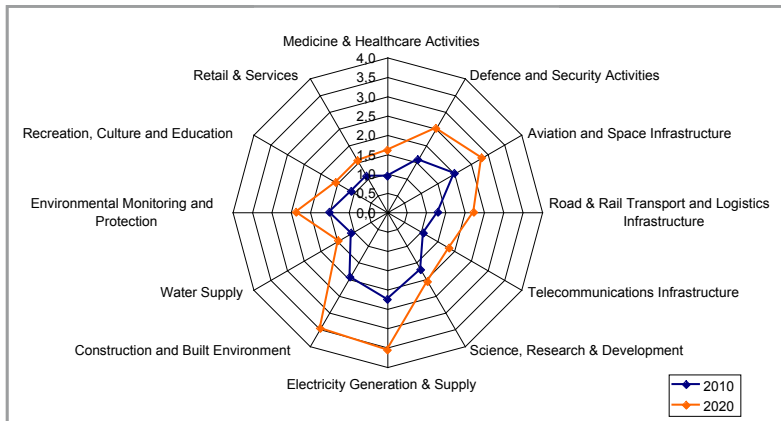 Medicine & Healthcare Activities
4,0
Retail & Services
3,5
Defence and Security Activities
3,0
2,5
Recreation, Culture and Education
2,0
Aviation and Space Infrastructure
1,5
1,0
0,5
0,0
Environmental Monitoring and
Protection
Road & Rail Transport and Logistics
Infrastructure
Water Supply
Telecommunications Infrastructure
Construction and Built Environment
Science, Research & Development
Electricity Generation & Supply
2010
2020